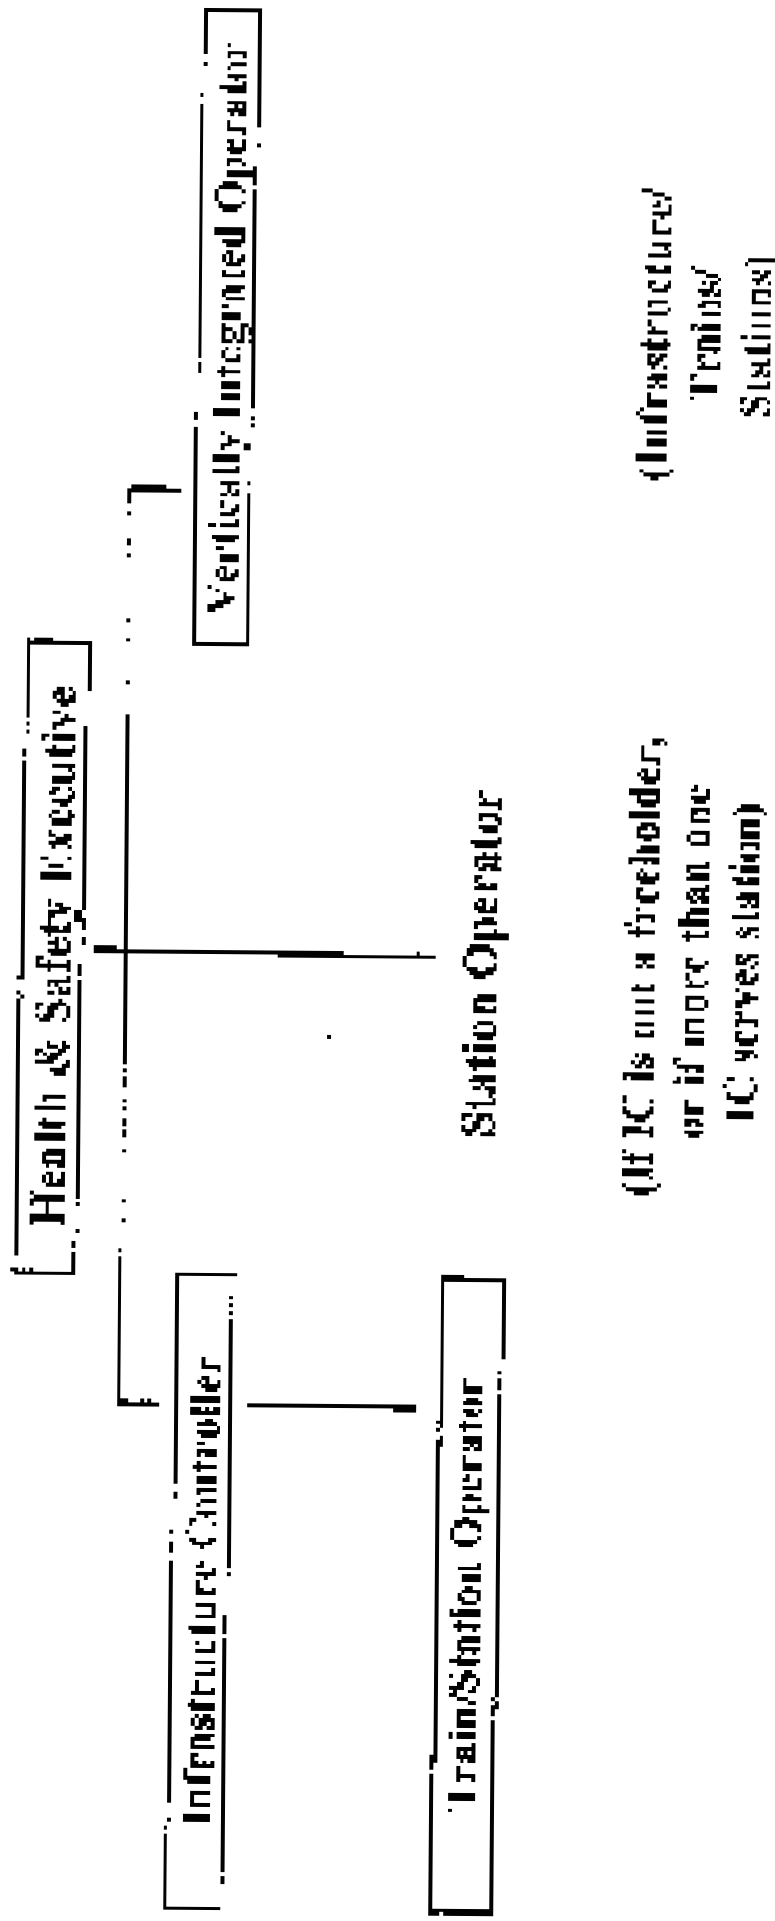 Health & Safety Executive
Infrastructure Controller
Vertically Integrated Operator
Train/Station Operator
Station Operator
(If IC is not a freeholder,
or if more than one
IC serves station)
(Infrastructure/
Trains/
Stations)